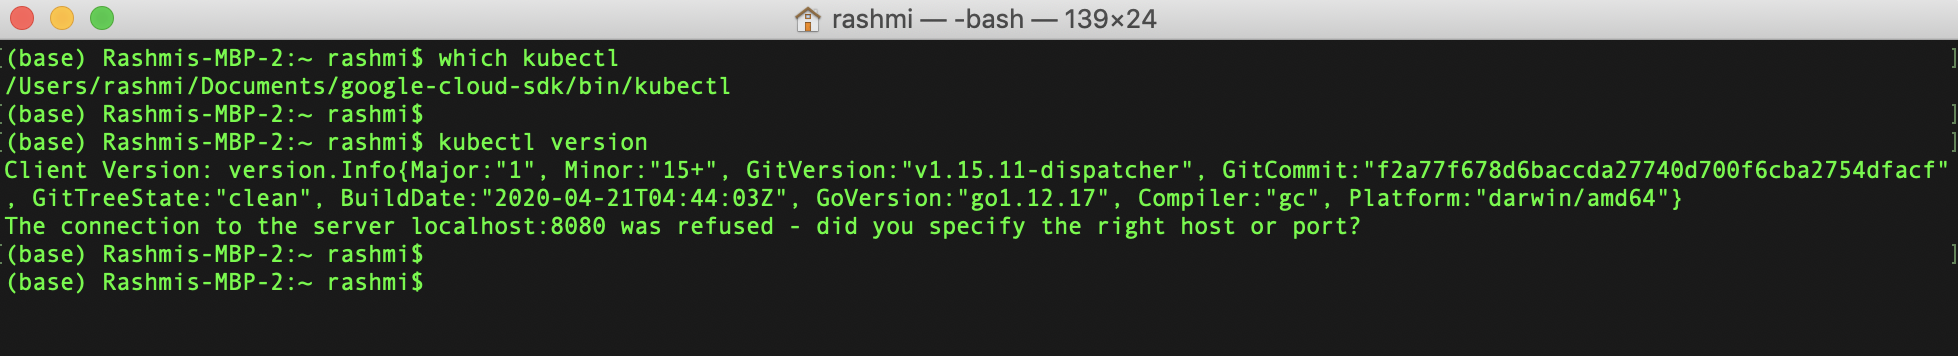 rashmi — -bash — 139×24
(base) Rashmis-MBP-2:~ rashmi$ which kubectl
/Users/rashmi/Documents/google-cloud-sdk/bin/kubectl
(base) Rashmis-MBP-2:~ rashmi$
(base) Rashmis-MBP-2:~ rashmi$ kubectl version
Client Version: version.Info{Major:"1", Minor:"15+", GitVersion:"v1.15.11-dispatcher", GitCommit:"f2a77f678d6baccda27740d700f6cba2754dfacf"
, GitTreeState:"clean", BuildDate:"2020-04-21T04:44:03Z", GoVersion:"go1.12.17", Compiler:"gc", Platform:"darwin/amd64"}
The connection to the server localhost:8080 was refused - did you specify the right host or port?
(base) Rashmis-MBP-2:~ rashmi$
(base) Rashmis-MBP-2:~ rashmi$